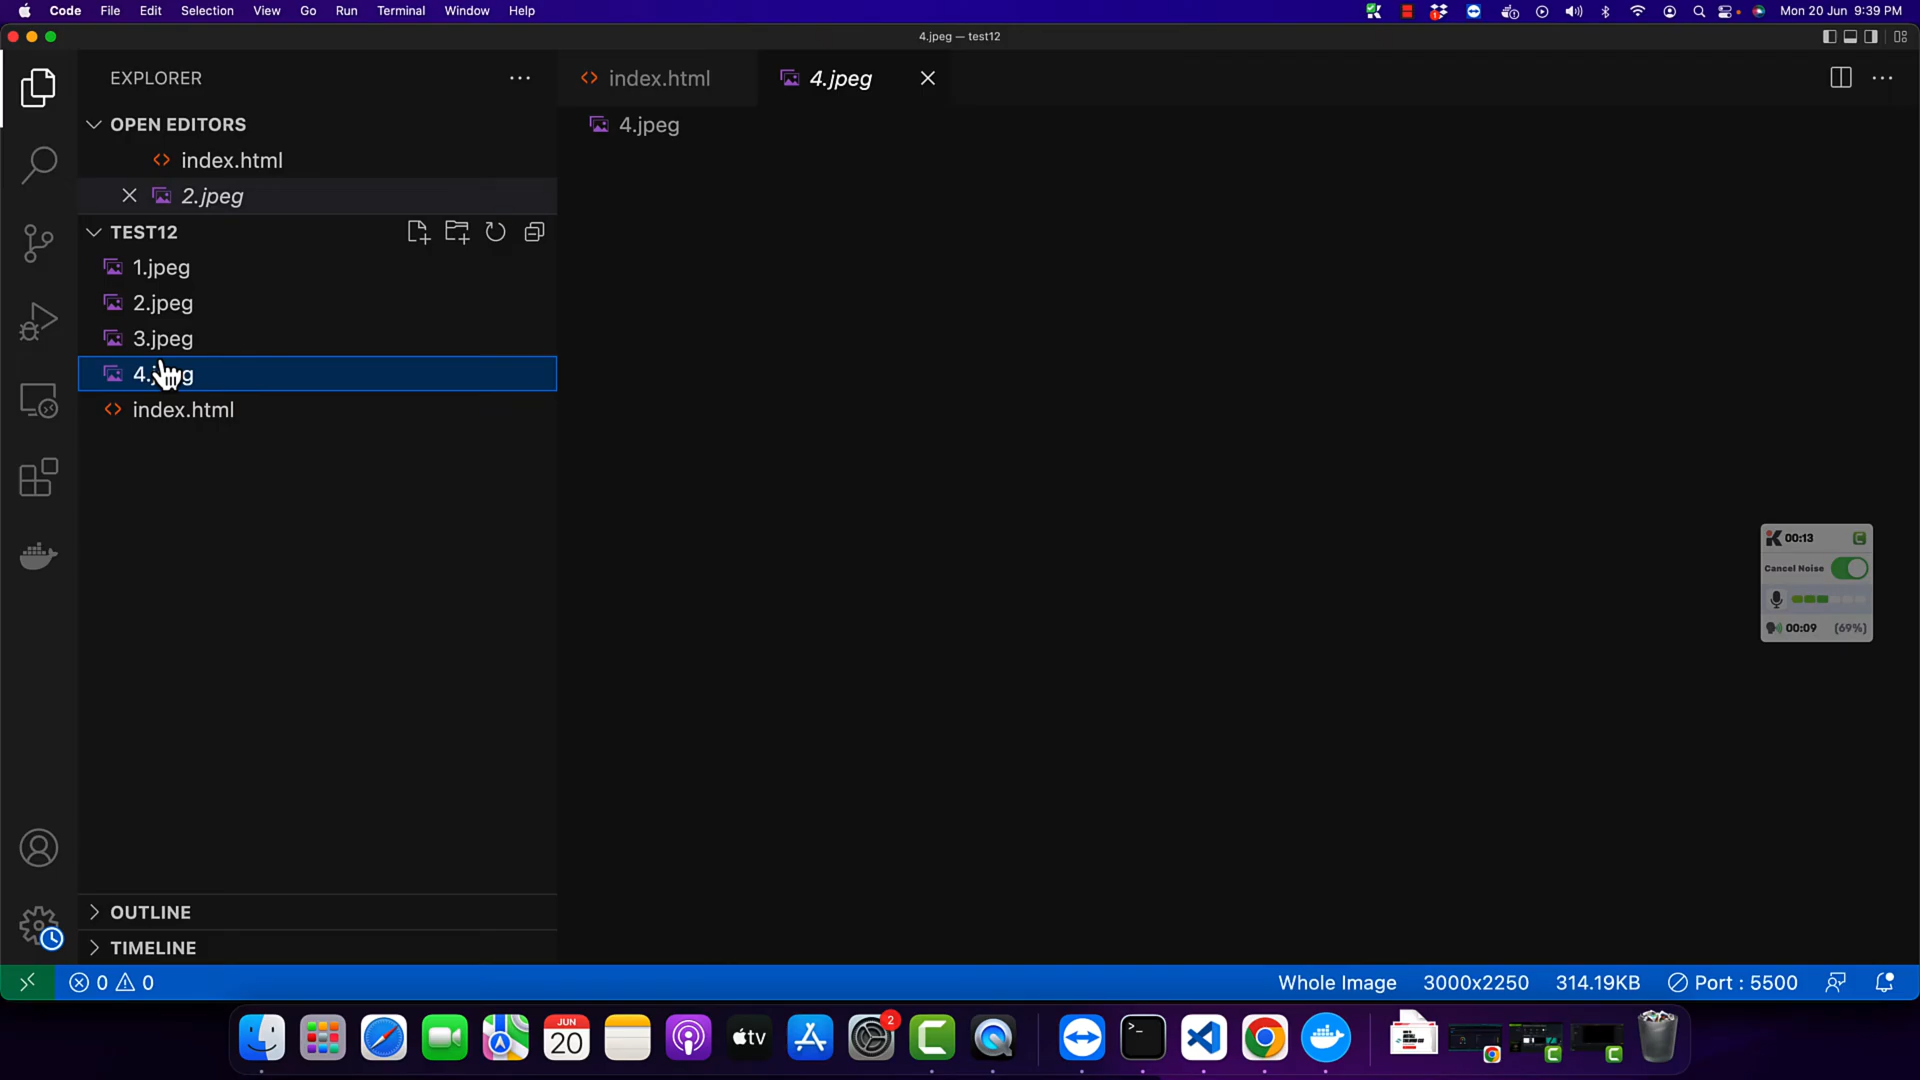 Code File Edit Selection View Go Run Terminal Window Help
Mon 20 Jun 9:39 PM
4.jpeg — test12
EXPLORER
OPEN EDITORS
index.html
2.jpeg
TEST12
1.jpeg
2.jpeg
3.jpeg
4.
g
index.html
OUTLINE
TIMELINE
index.html
4.jpeg
4.jpeg
00:13
Cancel Noise
00:09 (69%)
0 0
Whole Image 3000x2250 314.19KB Port : 5500
JUN
20
tv
2
>_